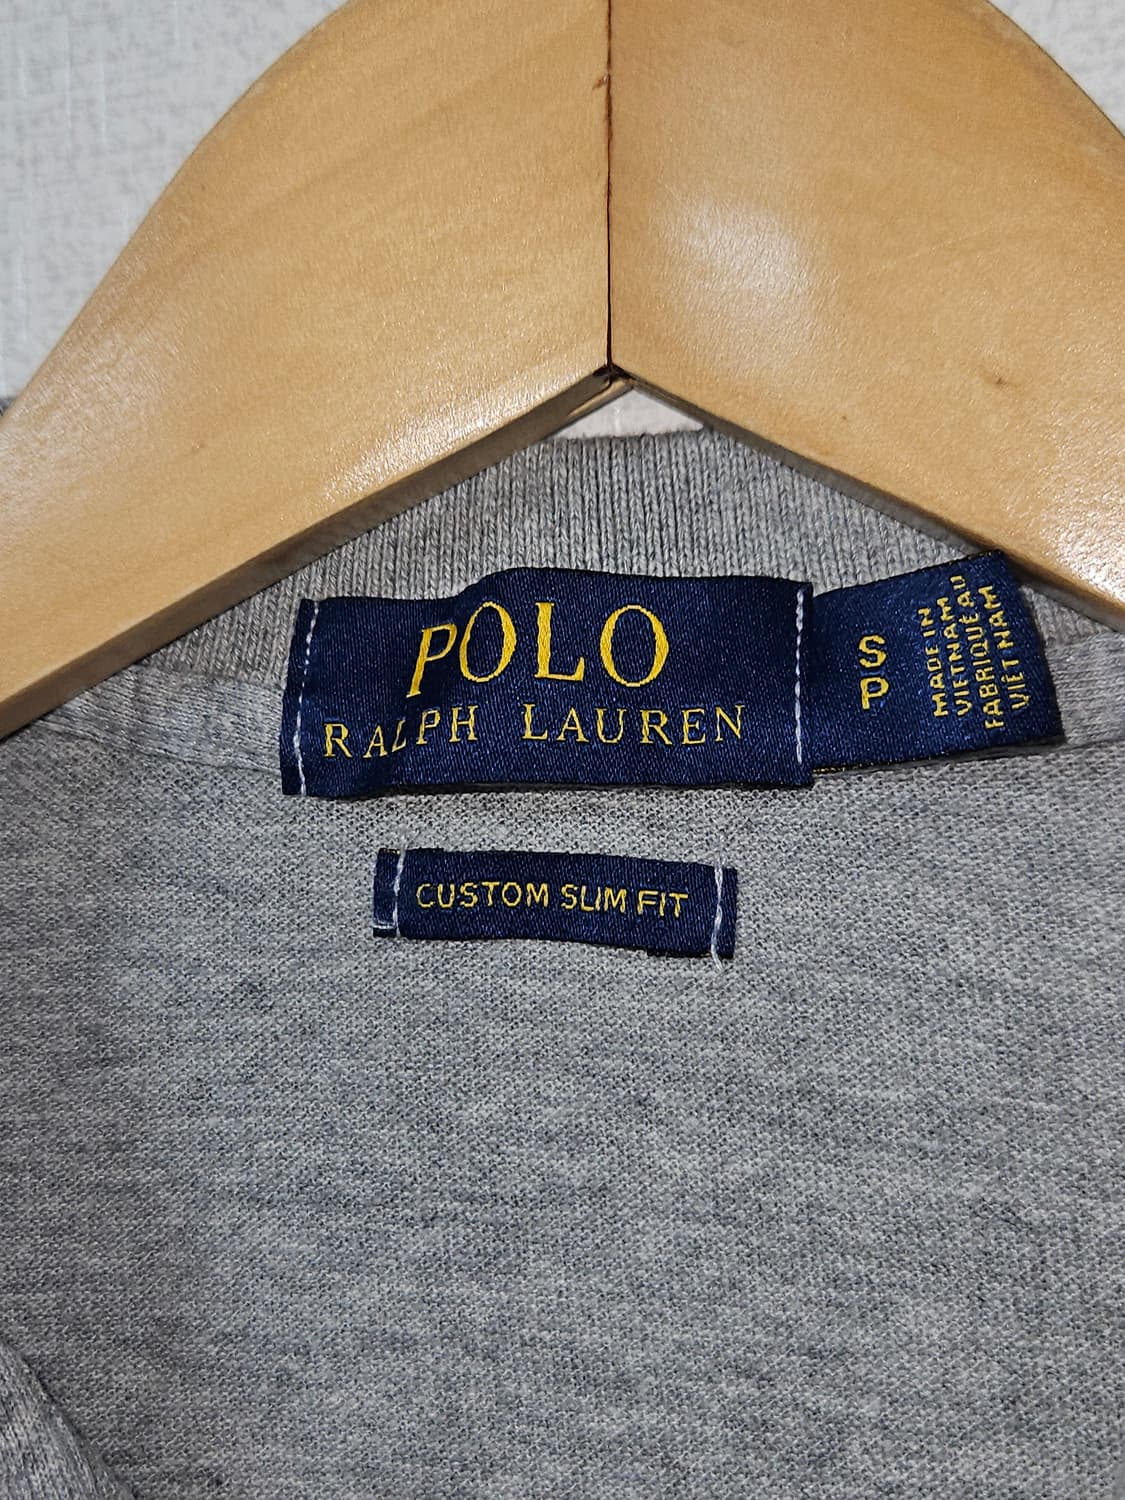 POLO
RALPH LAUREN
S
P
MADE IN
VIETNAM
FABRIQUÉ AU
VIÊT NAM
CUSTOM SLIM FIT